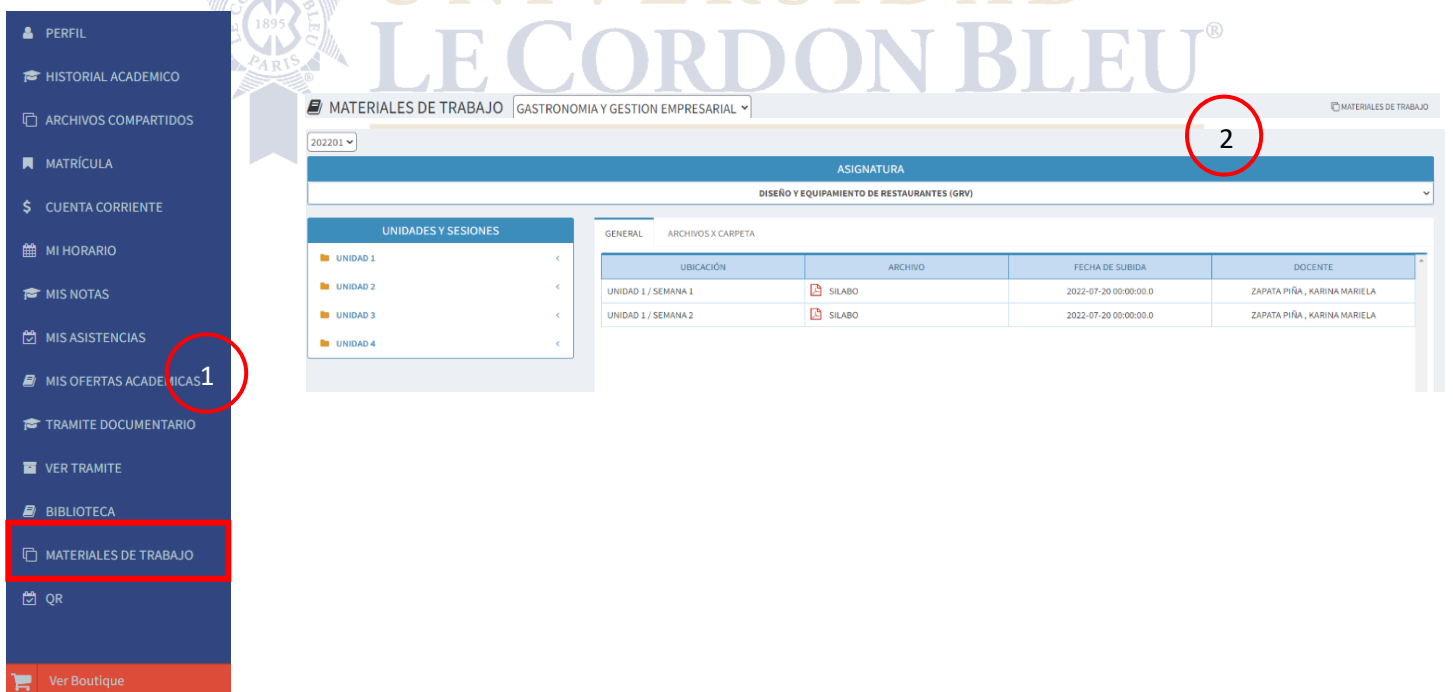 UNIVERSIDAD
1895
LE CORDON BLEU®
PARIS
PERFIL
HISTORIAL ACADEMICO
ARCHIVOS COMPARTIDOS
MATRÍCULA
$ CUENTA CORRIENTE
MI HORARIO
MIS NOTAS
MIS ASISTENCIAS
MIS OFERTAS ACADEMICAS
1
TRAMITE DOCUMENTARIO
VER TRAMITE
BIBLIOTECA
MATERIALES DE TRABAJO
QR
Ver Boutique
MATERIALES DE TRABAJO GASTRONOMIA Y GESTION EMPRESARIAL
MATERIALES DE TRABAJO
2
202201
ASIGNATURA
DISEÑO Y EQUIPAMIENTO DE RESTAURANTES (GRV)
UNIDADES Y SESIONES
UNIDAD 1
UNIDAD 2
UNIDAD 3
UNIDAD 4
GENERAL ARCHIVOS X CARPETA
UBICACIÓN ARCHIVO FECHA DE SUBIDA DOCENTE
UNIDAD 1 / SEMANA 1 SILABO 2022-07-20 00:00:00.0 ZAPATA PIÑA , KARINA MARIELA
UNIDAD 1 / SEMANA 2 SILABO 2022-07-20 00:00:00.0 ZAPATA PIÑA , KARINA MARIELA